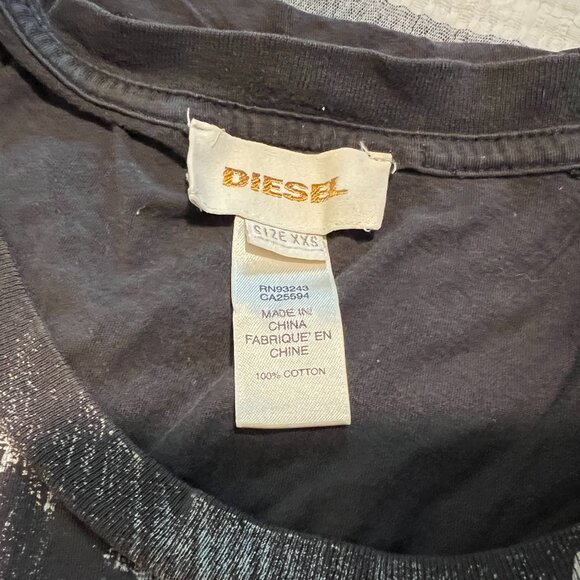 DIESEL
SIZE XXS
RN93243
CA25594
MADE IN/
CHINA
FABRIQUE' EN
CHINE
100% COTTON